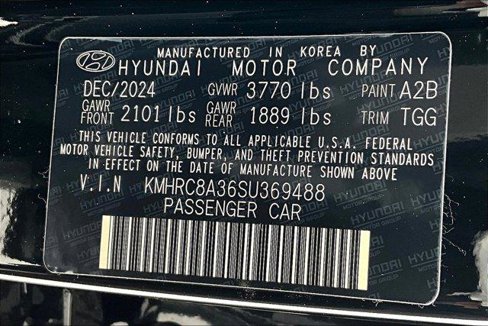 MANUFACTURED IN KOREA BY
HYUNDAI MOTOR COMPANY
DEC/2024 GVWR 3770 lbs PAINT A2B
GAWR FRONT 2101 lbs GAWR REAR 1889 lbs TRIM TGG
THIS VEHICLE CONFORMS TO ALL APPLICABLE U.S.A. FEDERAL
MOTOR VEHICLE SAFETY, BUMPER, AND THEFT PREVENTION STANDARDS
IN EFFECT ON THE DATE OF MANUFACTURE SHOWN ABOVE
V.I.N KMHRC8A36SU369488
PASSENGER CAR